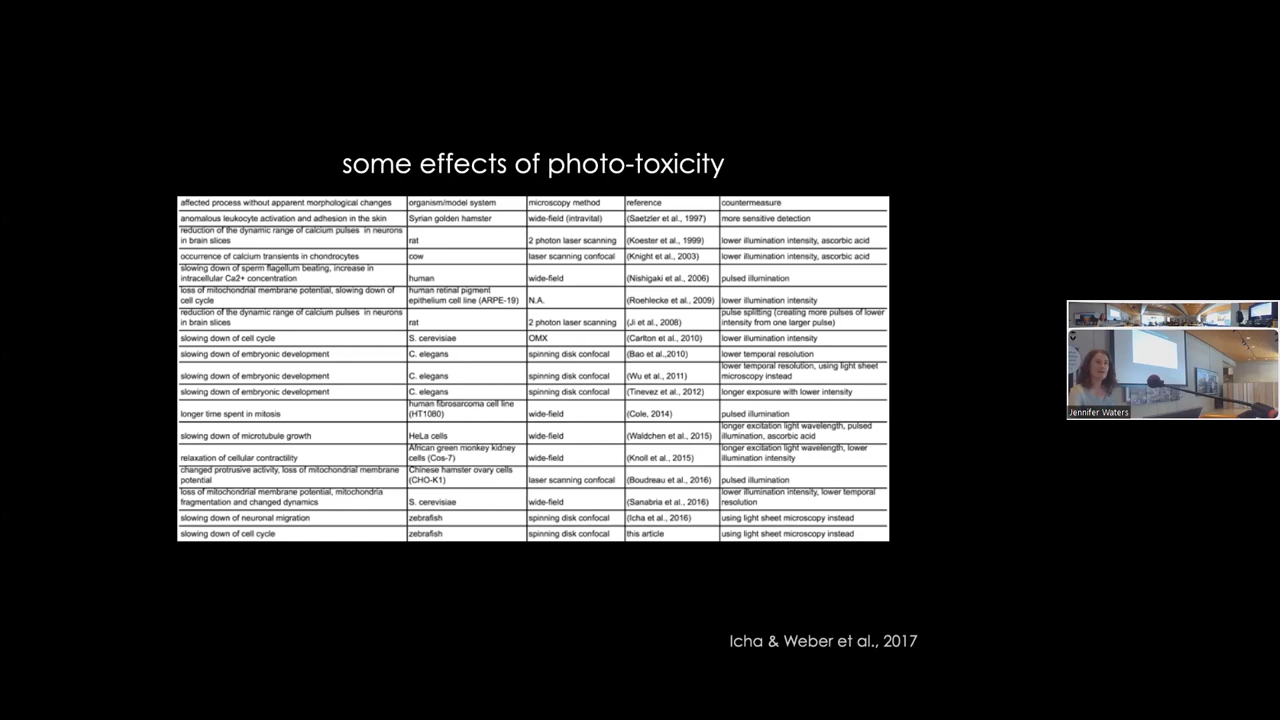 some effects of photo-toxicity
affected process without apparent morphological changes organism/model system microscopy method reference countermeasure
anomalous leukocyte activation and adhesion in the skin Syrian golden hamster wide-field (intravital) (Saetzler et al., 1997) more sensitive detection
reduction of the dynamic range of calcium pulses in neurons
in brain slices rat 2 photon laser scanning (Koester et al., 1999) lower illumination intensity, ascorbic acid
occurrence of calcium transients in chondrocytes cow laser scanning confocal (Knight et al., 2003) lower illumination intensity, ascorbic acid
slowing down of sperm flagellum beating, increase in
intracellular Ca2+ concentration human wide-field (Nishigaki et al., 2006) pulsed illumination
loss of mitochondrial membrane potential, slowing down of human retinal pigment
cell cycle epithelium cell line (ARPE-19) N.A. (Roehlecke et al., 2009) lower illumination intensity
reduction of the dynamic range of calcium pulses in neurons pulse splitting (creating more pulses of lower
in brain slices rat 2 photon laser scanning (Ji et al., 2008) intensity from one larger pulse)
slowing down of cell cycle S. cerevisiae OMX (Carlton et al., 2010) lower illumination intensity
slowing down of embryonic development C. elegans spinning disk confocal (Bao et al.,2010) lower temporal resolution
lower temporal resolution, using light sheet
slowing down of embryonic development C. elegans spinning disk confocal (Wu et al., 2011) microscopy instead
slowing down of embryonic development C. elegans spinning disk confocal (Tinevez et al., 2012) longer exposure with lower intensity
human fibrosarcoma cell line
longer time spent in mitosis (HT1080) wide-field (Cole, 2014) pulsed illumination
longer excitation light wavelength, pulsed
slowing down of microtubule growth HeLa cells wide-field (Waldchen et al., 2015) illumination, ascorbic acid
African green monkey kidney longer excitation light wavelength, lower
relaxation of cellular contractility cells (Cos-7) wide-field (Knoll et al., 2015) illumination intensity
changed protrusive activity, loss of mitochondrial membrane Chinese hamster ovary cells
potential (CHO-K1) laser scanning confocal (Boudreau et al., 2016) pulsed illumination
loss of mitochondrial membrane potential, mitochondria lower illumination intensity, lower temporal
fragmentation and changed dynamics S. cerevisiae wide-field (Sanabria et al., 2016) resolution
slowing down of neuronal migration zebrafish spinning disk confocal (Icha et al., 2016) using light sheet microscopy instead
slowing down of cell cycle zebrafish spinning disk confocal this article using light sheet microscopy instead
Jennifer Waters
Icha & Weber et al., 2017